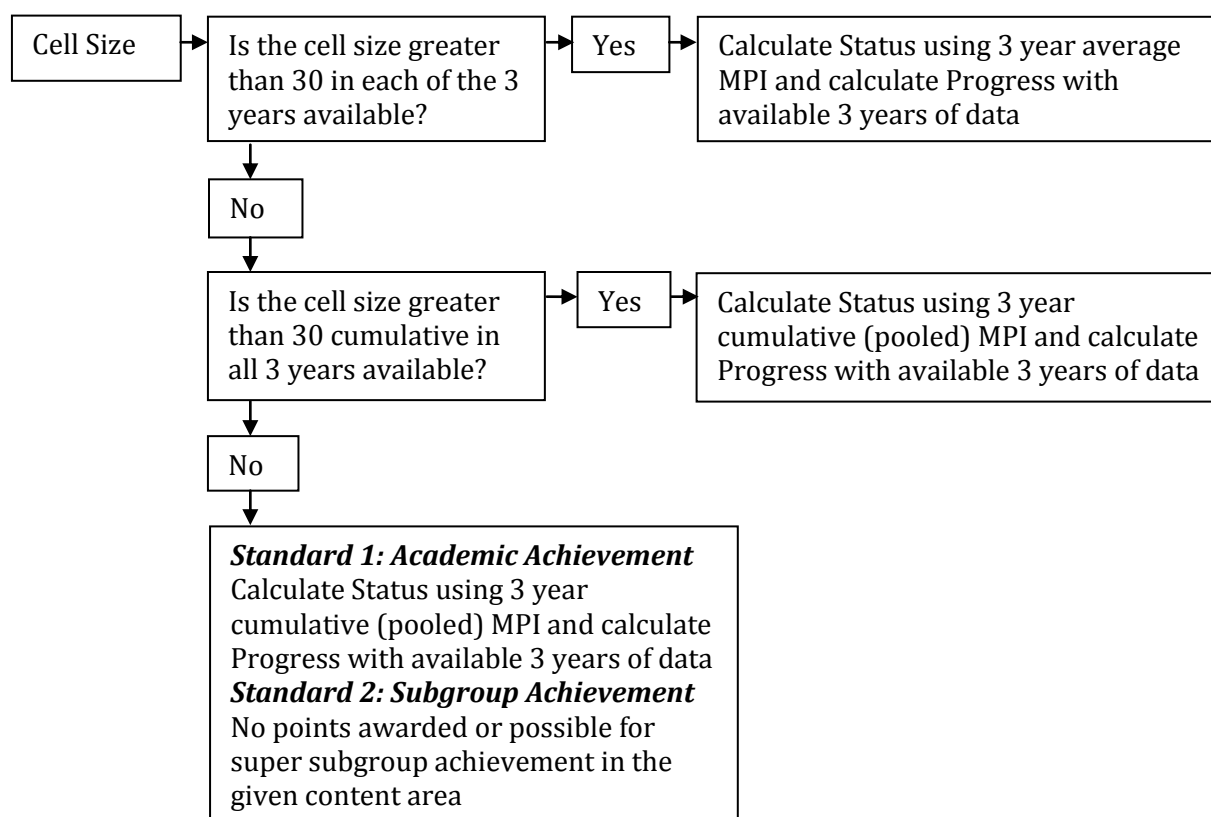 Cell Size
Is the cell size greater
than 30 in each of the 3
years available?
Yes
Calculate Status using 3 year average
MPI and calculate Progress with
available 3 years of data
No
Is the cell size greater
than 30 cumulative in
all 3 years available?
Yes
Calculate Status using 3 year
cumulative (pooled) MPI and calculate
Progress with available 3 years of data
No
Standard 1: Academic Achievement
Calculate Status using 3 year
cumulative (pooled) MPI and calculate
Progress with available 3 years of data
Standard 2: Subgroup Achievement
No points awarded or possible for
super subgroup achievement in the
given content area